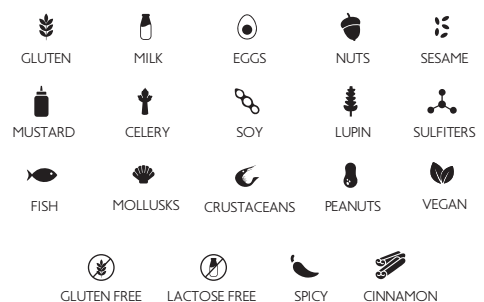 GLUTEN MILK EGGS NUTS SESAME
MUSTARD CELERY SOY LUPIN SULFITERS
FISH MOLLUSKS CRUSTACEANS PEANUTS VEGAN
GLUTEN FREE LACTOSE FREE SPICY CINNAMON